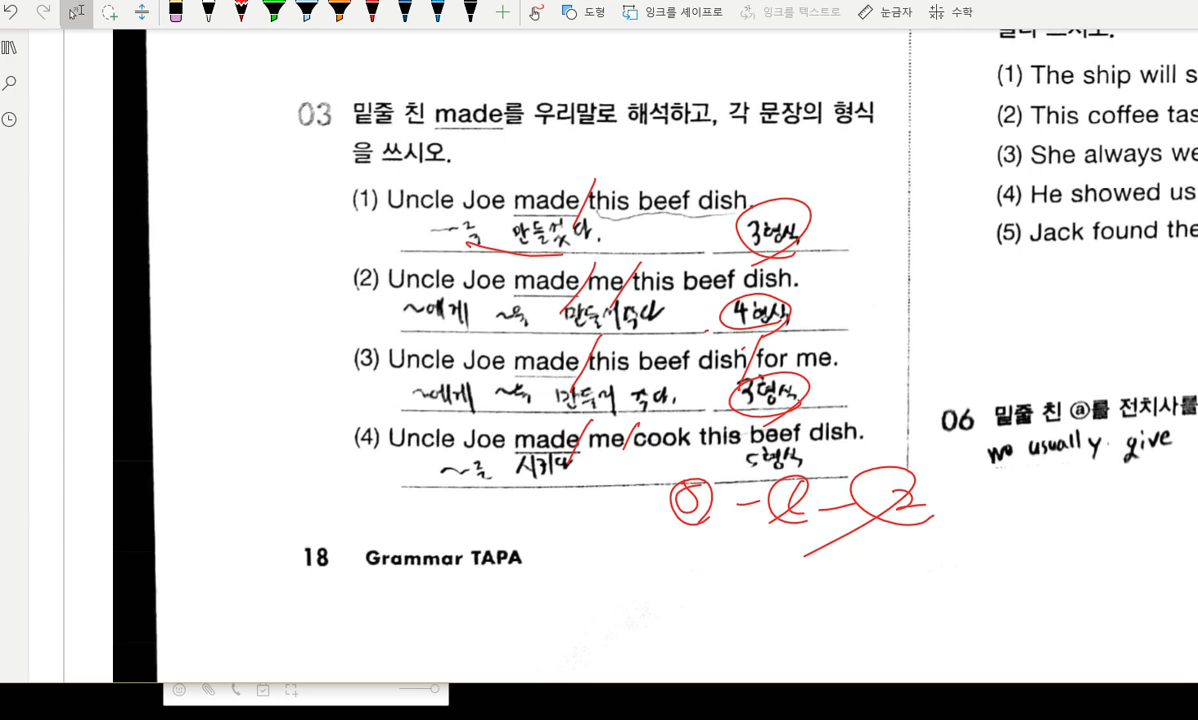 도형
잉크를 셰이프로
잉크를 텍스트로
눈금자
수학
03 밑줄 친 made를 우리말로 해석하고, 각 문장의 형식
을 쓰시오.
(1) Uncle Joe made this beef dish.
~를 만들었다. 3형식
(2) Uncle Joe made me this beef dish.
~에게 ~을 만들어주다 4형식
(3) Uncle Joe made this beef dish for me.
~에게 ~을 만들어 주다. 3형식
(4) Uncle Joe made me cook this beef dish.
~를 시키다 5형식
18 Grammar TAPA
(1) The ship will s
(2) This coffee tas
(3) She always we
(4) He showed us
(5) Jack found the
06 밑줄 친 ⓐ를 전치사를
no usually give